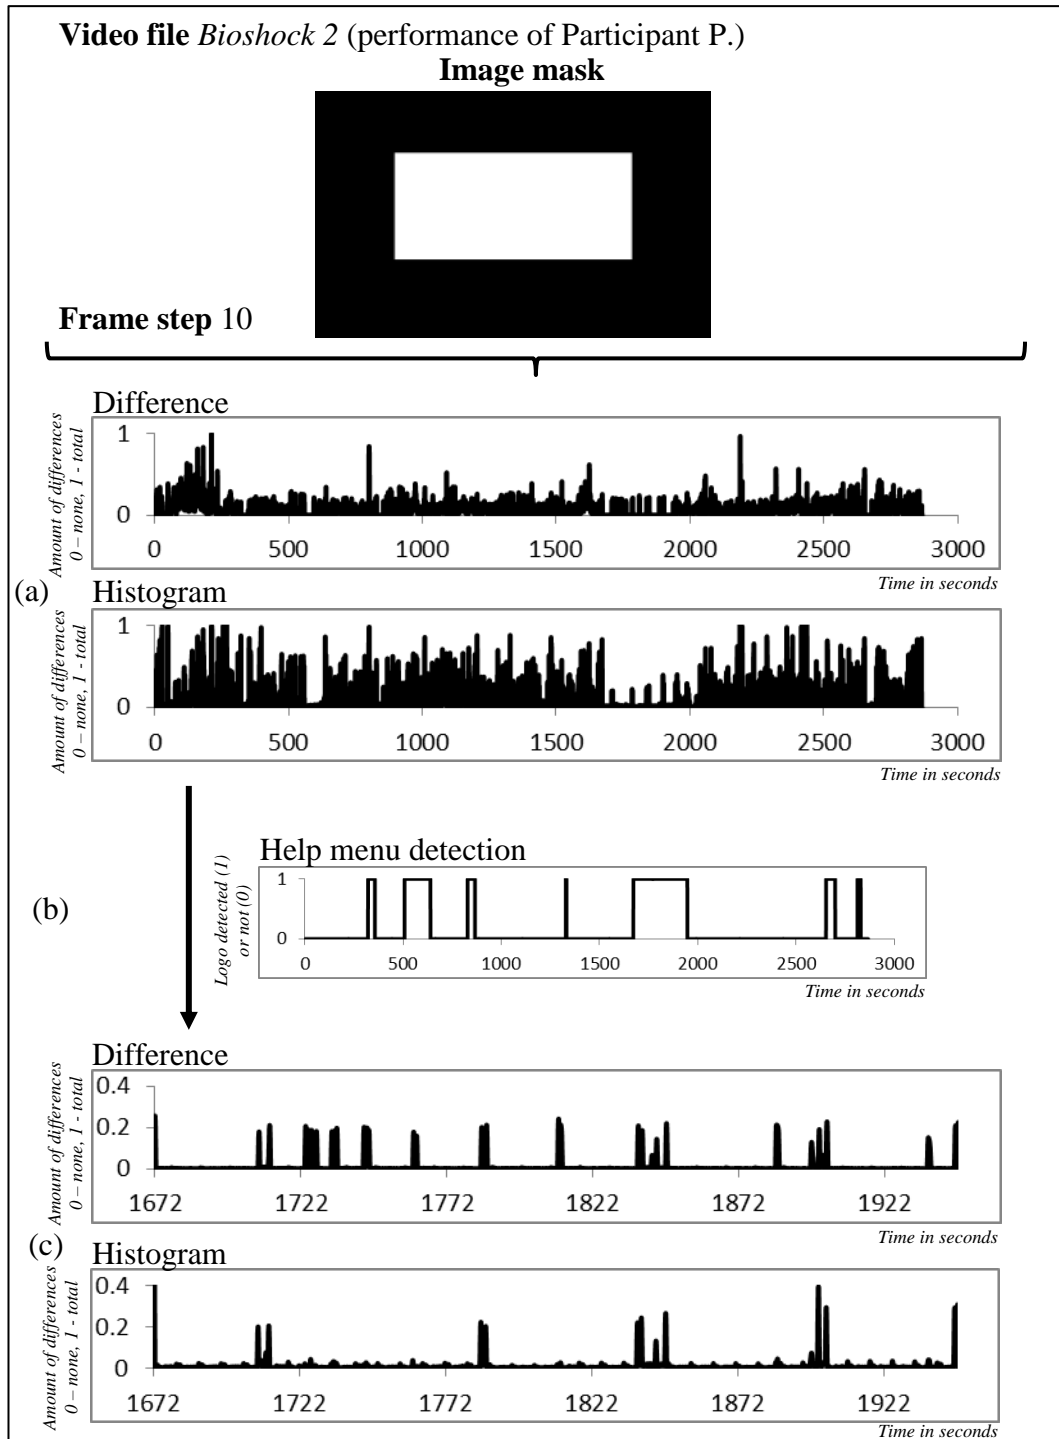 Video file Bioshock 2 (performance of Participant P.)
Image mask
Frame step 10
Difference
Amount of differences
0 – none, 1 - total
1
0
0 500 1000 1500 2000 2500 3000
Time in seconds
(a)
Histogram
Amount of differences
0 – none, 1 - total
1
0
0 500 1000 1500 2000 2500 3000
Time in seconds
Help menu detection
(b)
Logo detected (1)
or not (0)
1
0
0 500 1000 1500 2000 2500 3000
Time in seconds
Difference
Amount of differences
0 – none, 1 - total
0.4
0.2
0
1672 1722 1772 1822 1872 1922
Time in seconds
(c)
Histogram
Amount of differences
0 – none, 1 - total
0.4
0.2
0
1672 1722 1772 1822 1872 1922
Time in seconds